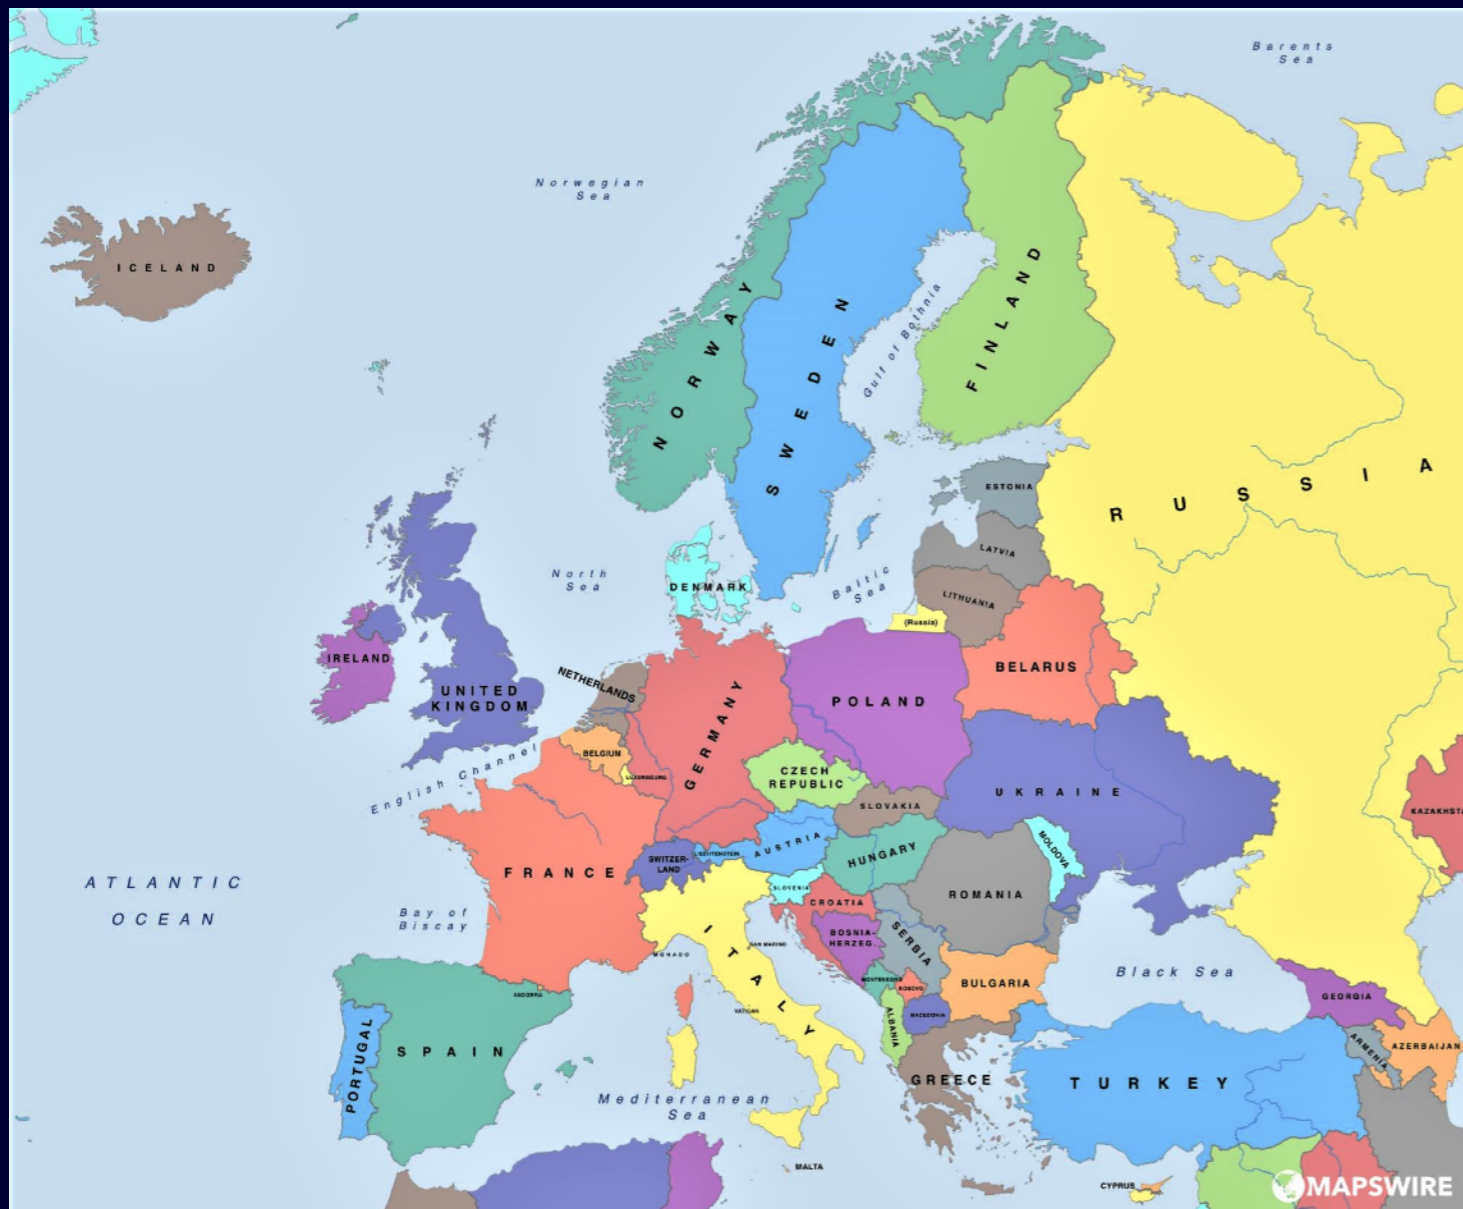 Barents
Sea
Norwegian
Sea
ICELAND
NORWAY
SWEDEN
FINLAND
Gulf of Bothnia
RUSSIA
ESTONIA
LATVIA
LITHUANIA
(Russia)
Baltic
Sea
North
Sea
DENMARK
IRELAND
UNITED
KINGDOM
NETHERLANDS
BELGIUM
LUXEMBOURG
GERMANY
POLAND
BELARUS
English Channel
CZECH
REPUBLIC
SLOVAKIA
UKRAINE
KAZAKHSTA
FRANCE
SWITZER-
LAND
LIECHTENSTEIN
AUSTRIA
HUNGARY
MOLDOVA
ROMANIA
SLOVENIA
CROATIA
BOSNIA-
HERZEG.
SERBIA
ATLANTIC
OCEAN
Bay of
Biscay
MONACO
SAN MARINO
ITALY
VATICAN
MONTENEGRO
KOSOVO
BULGARIA
MACEDONIA
ALBANIA
Black Sea
GEORGIA
ARMENIA
AZERBAIJAN
ANDORRA
PORTUGAL
SPAIN
Mediterranean
Sea
GREECE
TURKEY
MALTA
CYPRUS
MAPSWIRE